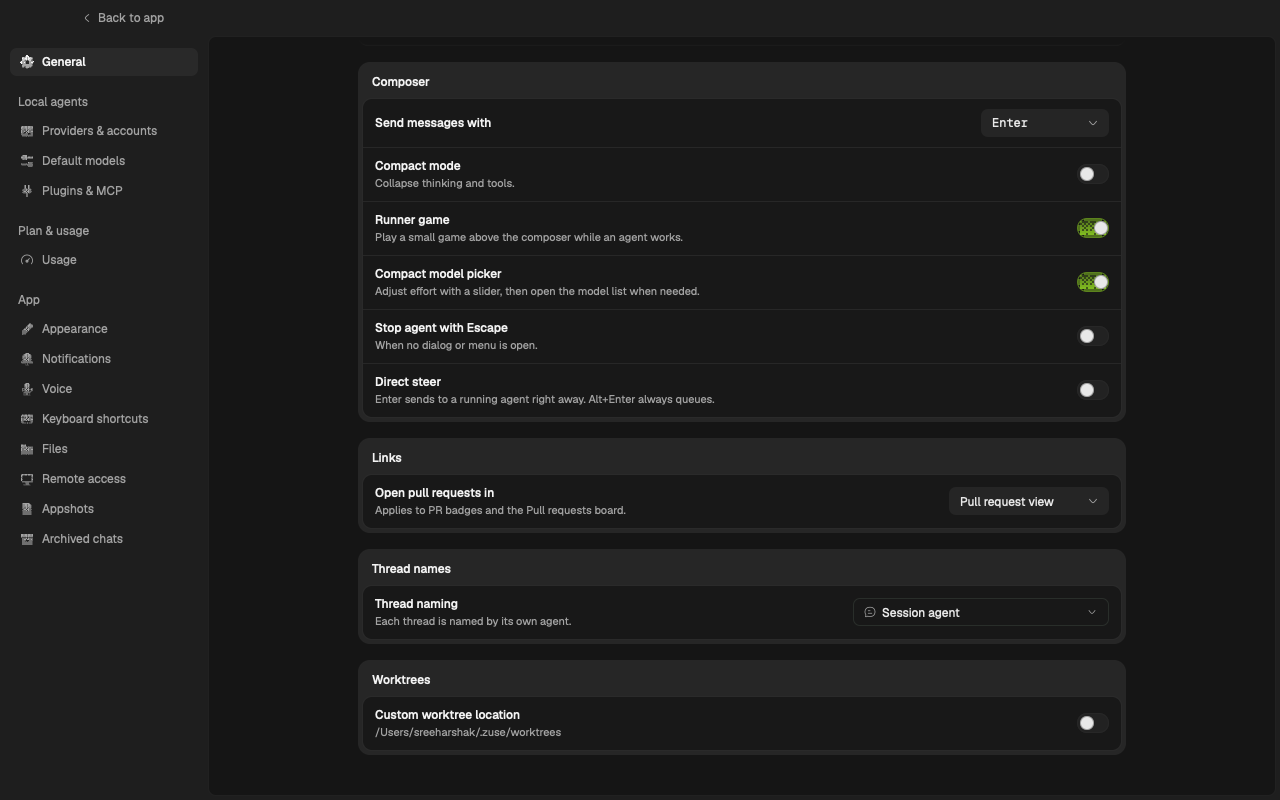 Back to app
General
Local agents
Providers & accounts
Default models
Plugins & MCP
Plan & usage
Usage
App
Appearance
Notifications
Voice
Keyboard shortcuts
Files
Remote access
Appshots
Archived chats
Composer
Send messages with
Enter
Compact mode
Collapse thinking and tools.
Runner game
Play a small game above the composer while an agent works.
Compact model picker
Adjust effort with a slider, then open the model list when needed.
Stop agent with Escape
When no dialog or menu is open.
Direct steer
Enter sends to a running agent right away. Alt+Enter always queues.
Links
Open pull requests in
Applies to PR badges and the Pull requests board.
Pull request view
Thread names
Thread naming
Each thread is named by its own agent.
Session agent
Worktrees
Custom worktree location
/Users/sreeharshak/.zuse/worktrees